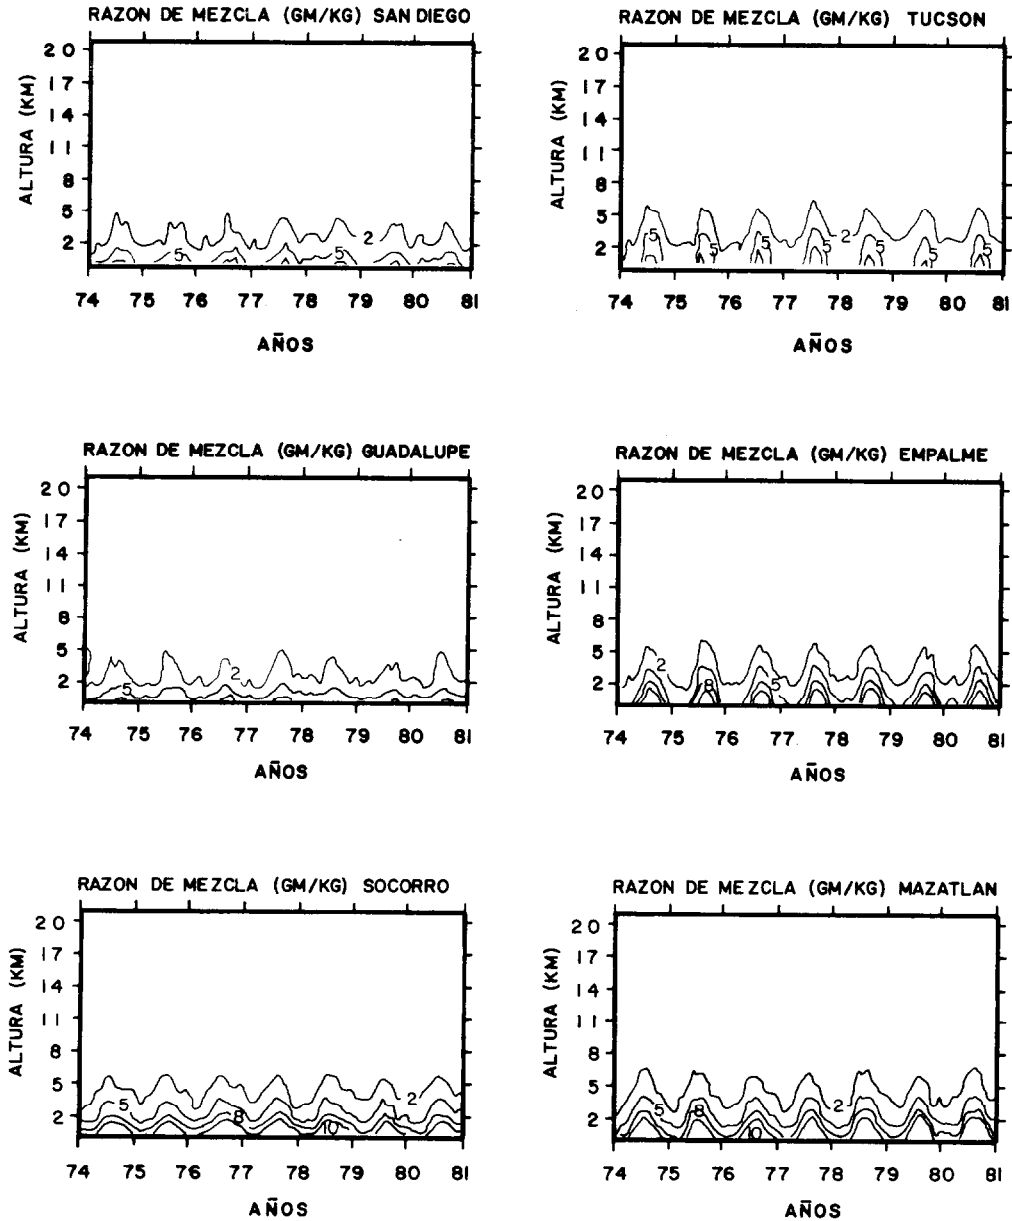 RAZON DE MEZCLA (GM/KG) SAN DIEGO
ALTURA (KM)
20
17
14
11
8
5
2
2
5
5
74 75 76 77 78 79 80 81
AÑOS
RAZON DE MEZCLA (GM/KG) TUCSON
ALTURA (KM)
20
17
14
11
8
5
2
2
5 5 5 5 5 5 5
74 75 76 77 78 79 80 81
AÑOS
RAZON DE MEZCLA (GM/KG) GUADALUPE
ALTURA (KM)
20
17
14
11
8
5
2
2
5
74 75 76 77 78 79 80 81
AÑOS
RAZON DE MEZCLA (GM/KG) EMPALME
ALTURA (KM)
20
17
14
11
8
5
2
2
8 5
74 75 76 77 78 79 80 81
AÑOS
RAZON DE MEZCLA (GM/KG) SOCORRO
ALTURA (KM)
20
17
14
11
8
5
2
2
5 8
10
74 75 76 77 78 79 80 81
AÑOS
RAZON DE MEZCLA (GM/KG) MAZATLAN
ALTURA (KM)
20
17
14
11
8
5
2
5 8 2
10
74 75 76 77 78 79 80 81
AÑOS